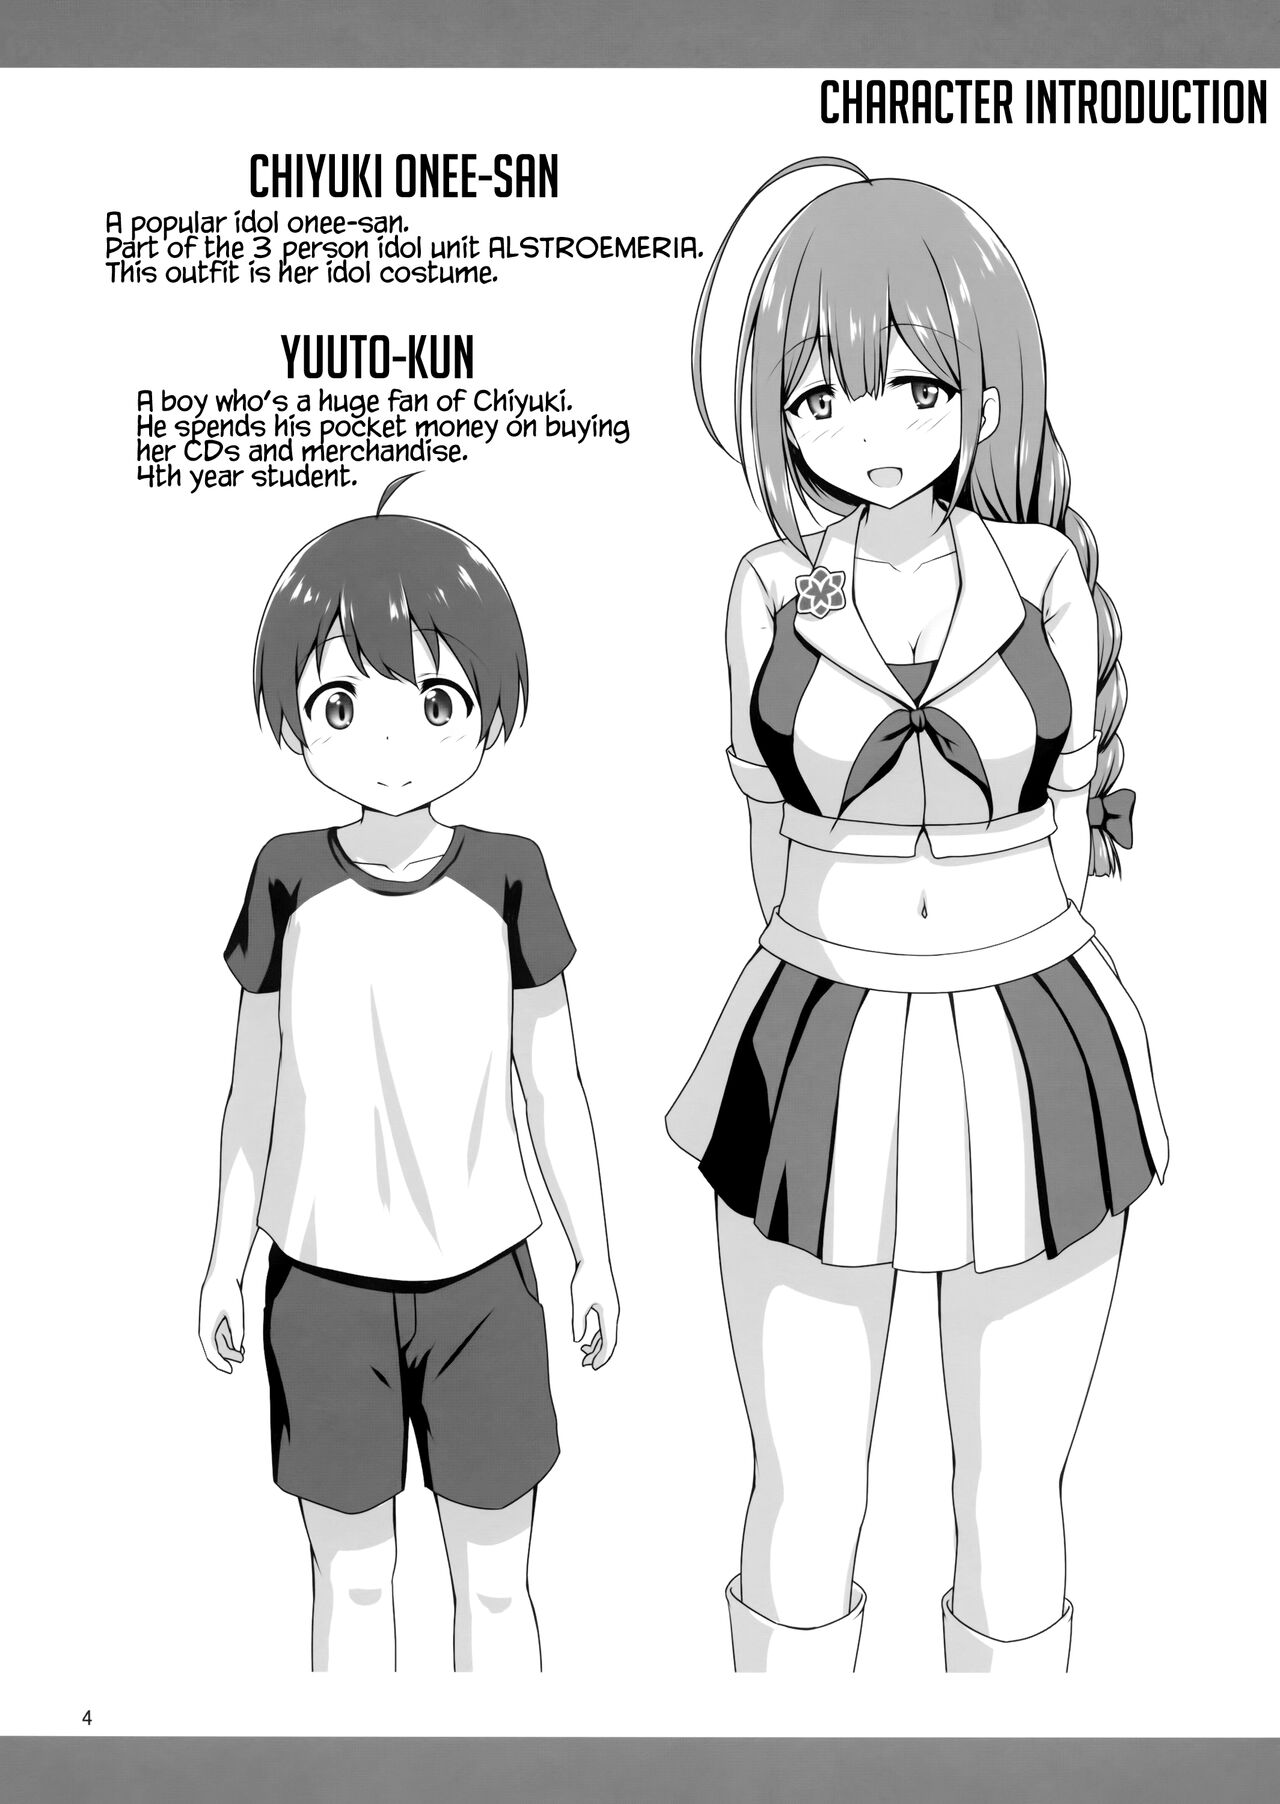 CHARACTER INTRODUCTION
CHIYUKI ONEE-SAN
A popular idol onee-san.
Part of the 3 person idol unit ALSTROEMERIA.
This outfit is her idol costume.
YUUTO-KUN
A boy who's a huge fan of Chiyuki.
He spends his pocket money on buying
her CDs and merchandise.
4th year student.
4